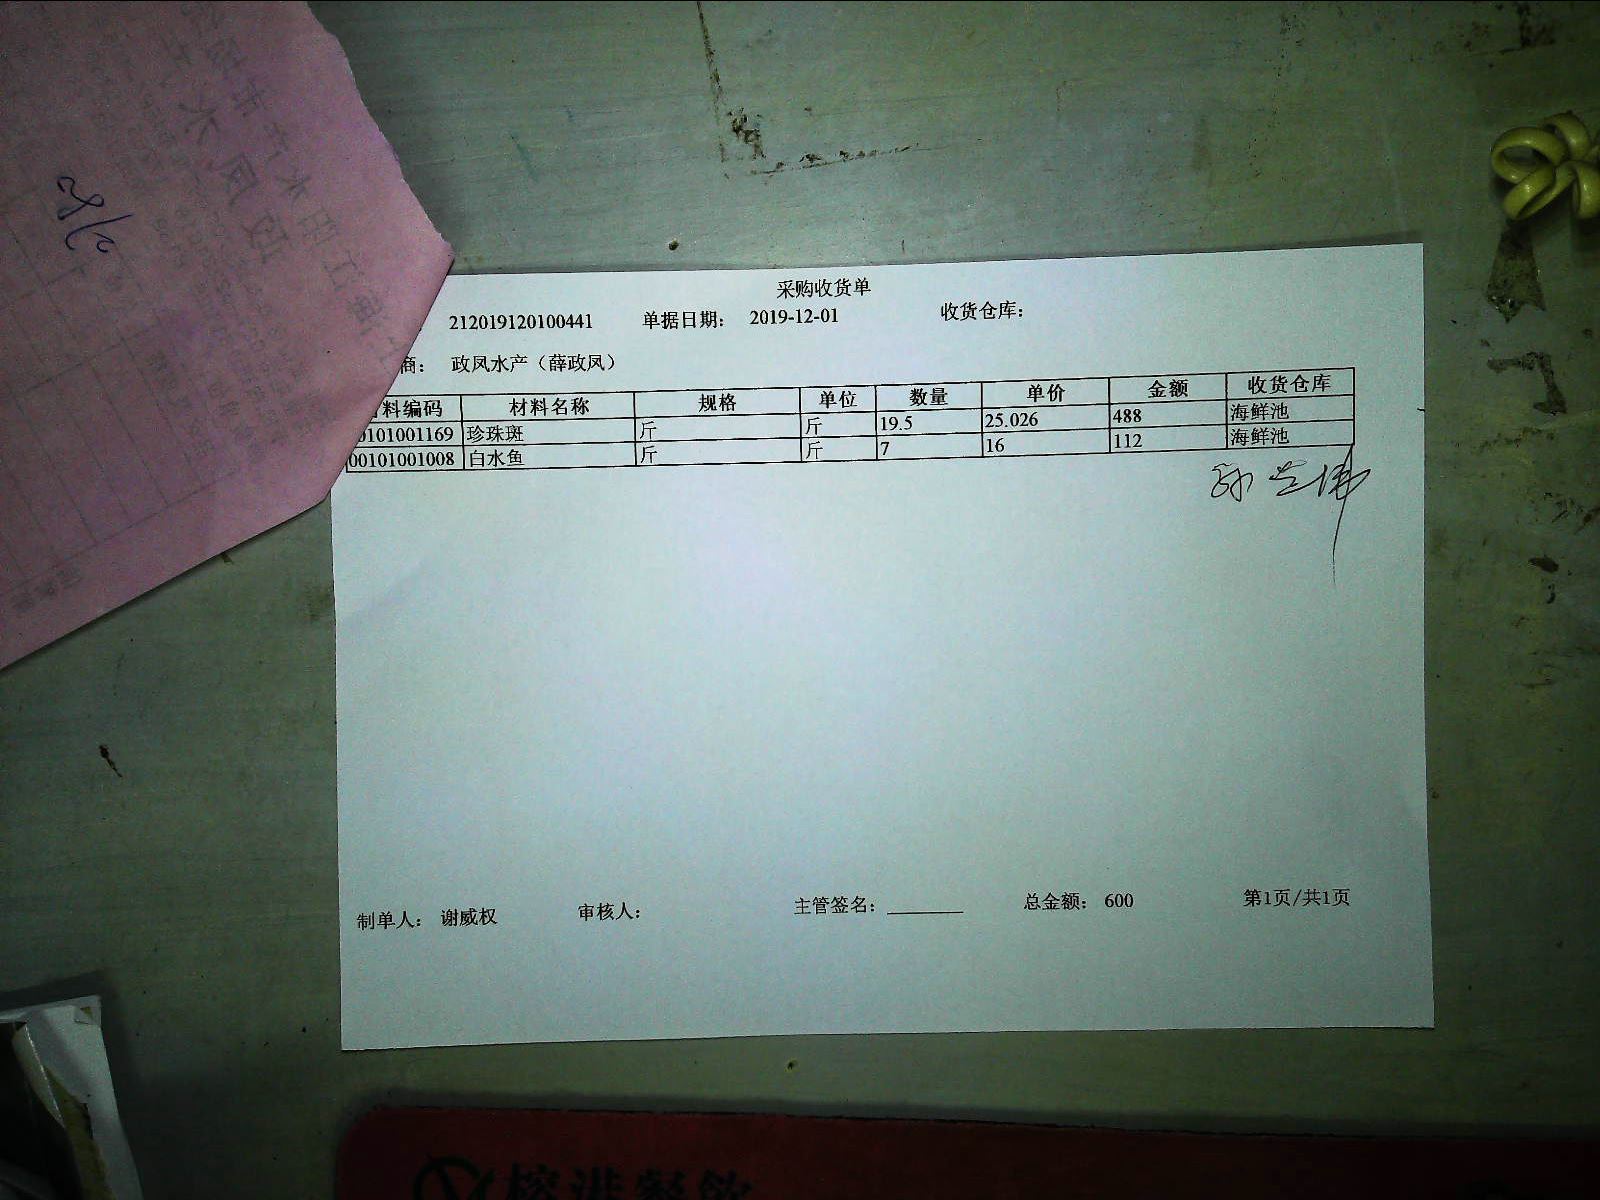 采购收货单
212019120100441 单据日期: 2019-12-01 收货仓库:
商: 政凤水产（薛政凤）
料编码 材料名称 规格 单位 数量 单价 金额 收货仓库
0101001169 珍珠斑 斤 斤 19.5 25.026 488 海鲜池
00101001008 白水鱼 斤 斤 7 16 112 海鲜池
制单人: 谢威权 审核人: 主管签名: ________ 总金额: 600 第1页/共1页